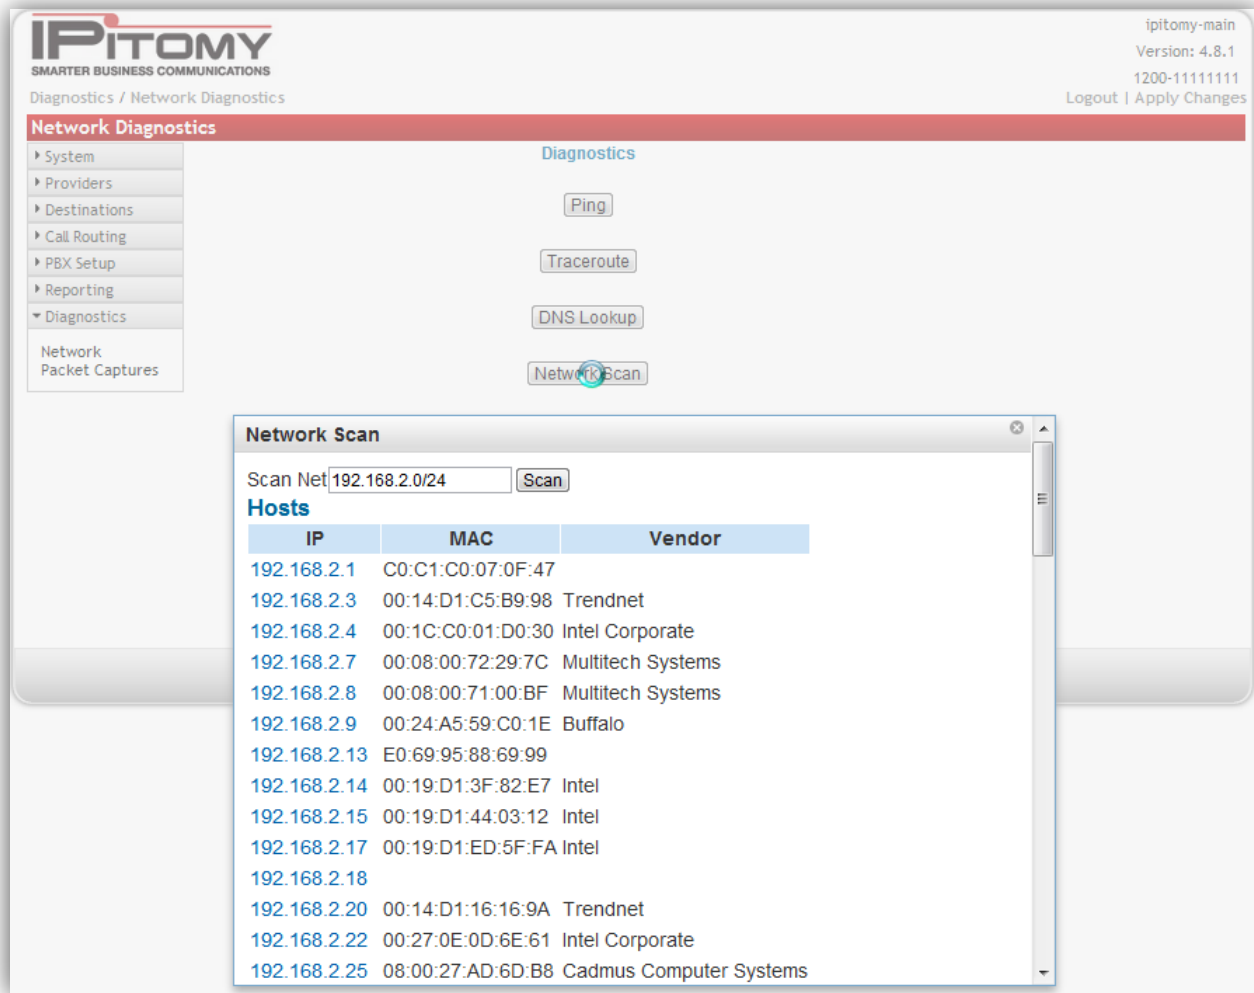 IPITOMY
SMARTER BUSINESS COMMUNICATIONS
ipitomy-main
Version: 4.8.1
1200-11111111
Diagnostics / Network Diagnostics
Logout | Apply Changes
Network Diagnostics
System
Providers
Destinations
Call Routing
PBX Setup
Reporting
Diagnostics
Network
Packet Captures
Diagnostics
Ping
Traceroute
DNS Lookup
Network Scan
Network Scan
Scan Net 192.168.2.0/24 Scan
Hosts
IP MAC Vendor
192.168.2.1 C0:C1:C0:07:0F:47
192.168.2.3 00:14:D1:C5:B9:98 Trendnet
192.168.2.4 00:1C:C0:01:D0:30 Intel Corporate
192.168.2.7 00:08:00:72:29:7C Multitech Systems
192.168.2.8 00:08:00:71:00:BF Multitech Systems
192.168.2.9 00:24:A5:59:C0:1E Buffalo
192.168.2.13 E0:69:95:88:69:99
192.168.2.14 00:19:D1:3F:82:E7 Intel
192.168.2.15 00:19:D1:44:03:12 Intel
192.168.2.17 00:19:D1:ED:5F:FA Intel
192.168.2.18
192.168.2.20 00:14:D1:16:16:9A Trendnet
192.168.2.22 00:27:0E:0D:6E:61 Intel Corporate
192.168.2.25 08:00:27:AD:6D:B8 Cadmus Computer Systems